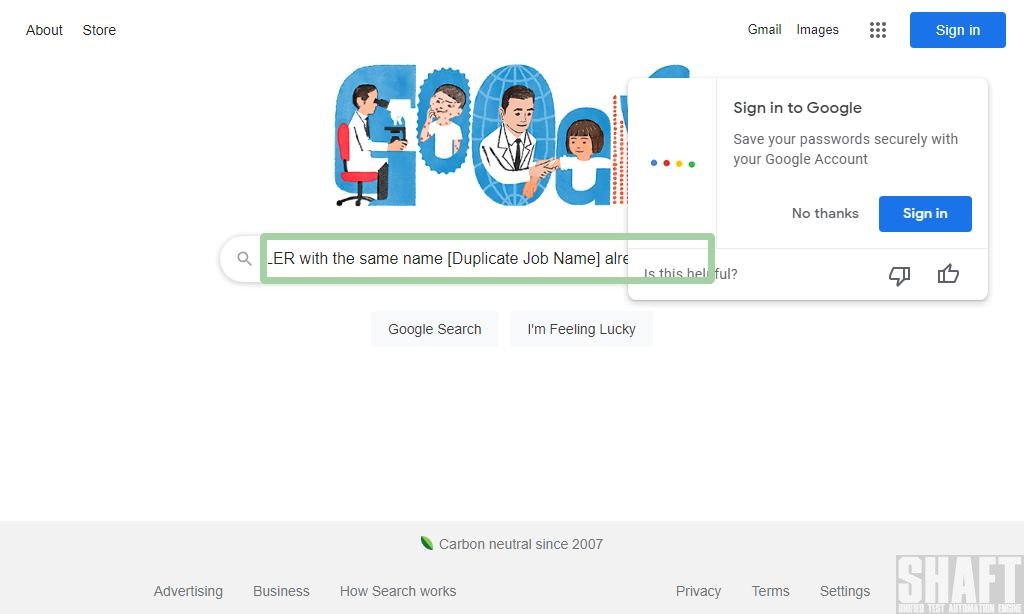 About Store Gmail Images Sign in
Google
Sign in to Google
Save your passwords securely with
your Google Account
No thanks Sign in
LER with the same name [Duplicate Job Name] alre
Is this helpful?
Google Search I'm Feeling Lucky
Carbon neutral since 2007
Advertising Business How Search works Privacy Terms Settings
SHAFT
UNIFIED TEST AUTOMATION ENGINE